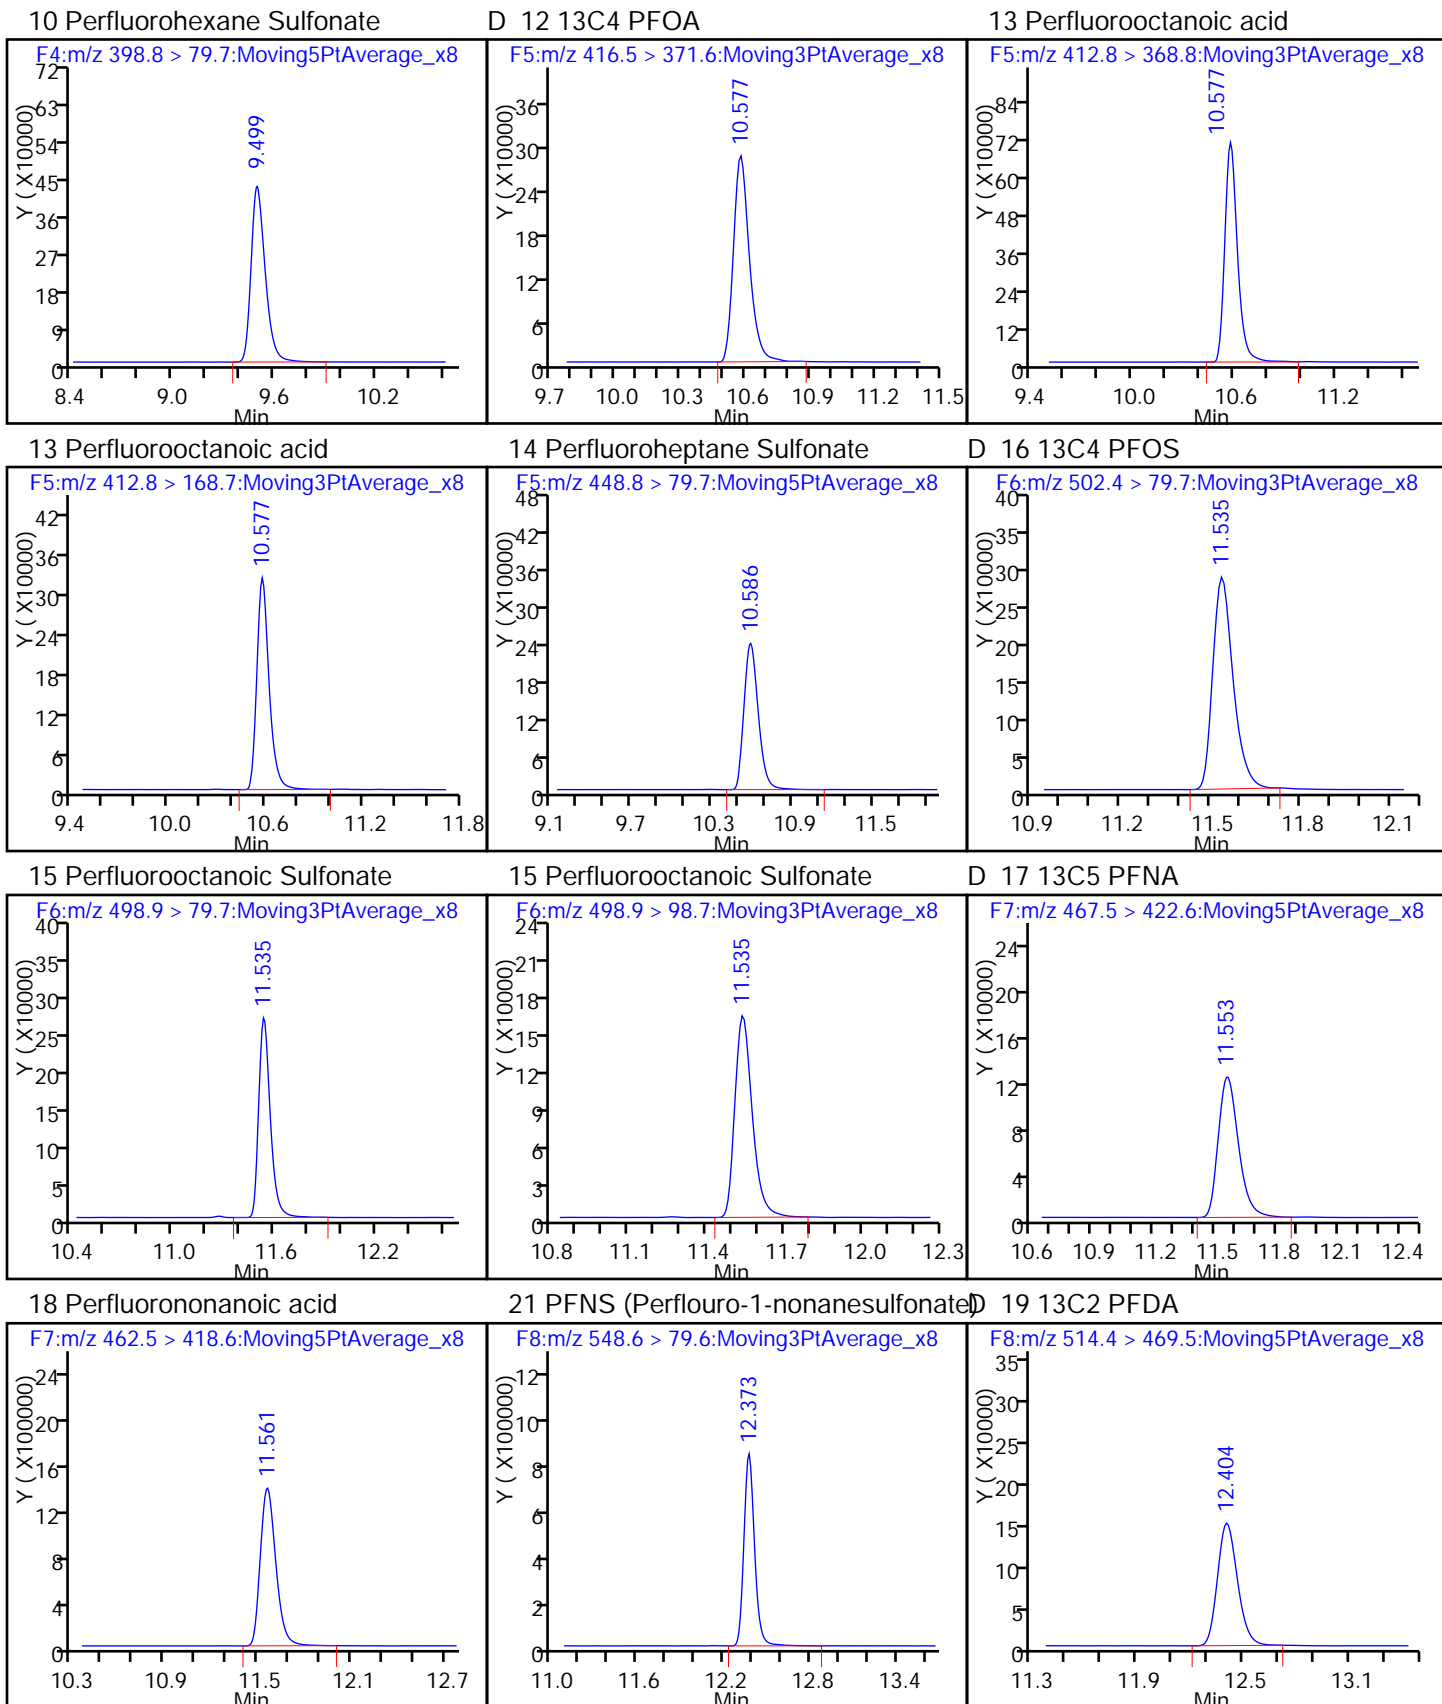 10 Perfluorohexane Sulfonate
F4:m/z 398.8 > 79.7:Moving5PtAverage_x8
Y ( X10000)
72
63
54
45
36
27
18
9
0
9.499
8.4 9.0 9.6 10.2
Min
D 12 13C4 PFOA
F5:m/z 416.5 > 371.6:Moving3PtAverage_x8
Y ( X10000)
36
30
24
18
12
6
0
10.577
9.7 10.0 10.3 10.6 10.9 11.2 11.5
Min
13 Perfluorooctanoic acid
F5:m/z 412.8 > 368.8:Moving3PtAverage_x8
Y ( X10000)
84
72
60
48
36
24
12
0
10.577
9.4 10.0 10.6 11.2
Min
13 Perfluorooctanoic acid
F5:m/z 412.8 > 168.7:Moving3PtAverage_x8
Y ( X10000)
42
36
30
24
18
12
6
0
10.577
9.4 10.0 10.6 11.2 11.8
Min
14 Perfluoroheptane Sulfonate
F5:m/z 448.8 > 79.7:Moving5PtAverage_x8
Y ( X10000)
48
42
36
30
24
18
12
6
0
10.586
9.1 9.7 10.3 10.9 11.5
Min
D 16 13C4 PFOS
F6:m/z 502.4 > 79.7:Moving3PtAverage_x8
Y ( X10000)
40
35
30
25
20
15
10
5
0
11.535
10.9 11.2 11.5 11.8 12.1
Min
15 Perfluorooctanoic Sulfonate
F6:m/z 498.9 > 79.7:Moving3PtAverage_x8
Y ( X10000)
40
35
30
25
20
15
10
5
0
11.535
10.4 11.0 11.6 12.2
Min
15 Perfluorooctanoic Sulfonate
F6:m/z 498.9 > 98.7:Moving3PtAverage_x8
Y ( X10000)
24
21
18
15
12
9
6
3
0
11.535
10.8 11.1 11.4 11.7 12.0 12.3
Min
D 17 13C5 PFNA
F7:m/z 467.5 > 422.6:Moving5PtAverage_x8
Y ( X10000)
24
20
16
12
8
4
0
11.553
10.6 10.9 11.2 11.5 11.8 12.1 12.4
Min
18 Perfluorononanoic acid
F7:m/z 462.5 > 418.6:Moving5PtAverage_x8
Y ( X10000)
24
20
16
12
8
4
0
11.561
10.3 10.9 11.5 12.1 12.7
Min
21 PFNS (Perflouro-1-nonanesulfonate)
F8:m/z 548.6 > 79.6:Moving3PtAverage_x8
Y ( X100000)
12
10
8
6
4
2
0
12.373
11.0 11.6 12.2 12.8 13.4
Min
D 19 13C2 PFDA
F8:m/z 514.4 > 469.5:Moving5PtAverage_x8
Y ( X10000)
35
30
25
20
15
10
5
0
12.404
11.3 11.9 12.5 13.1
Min